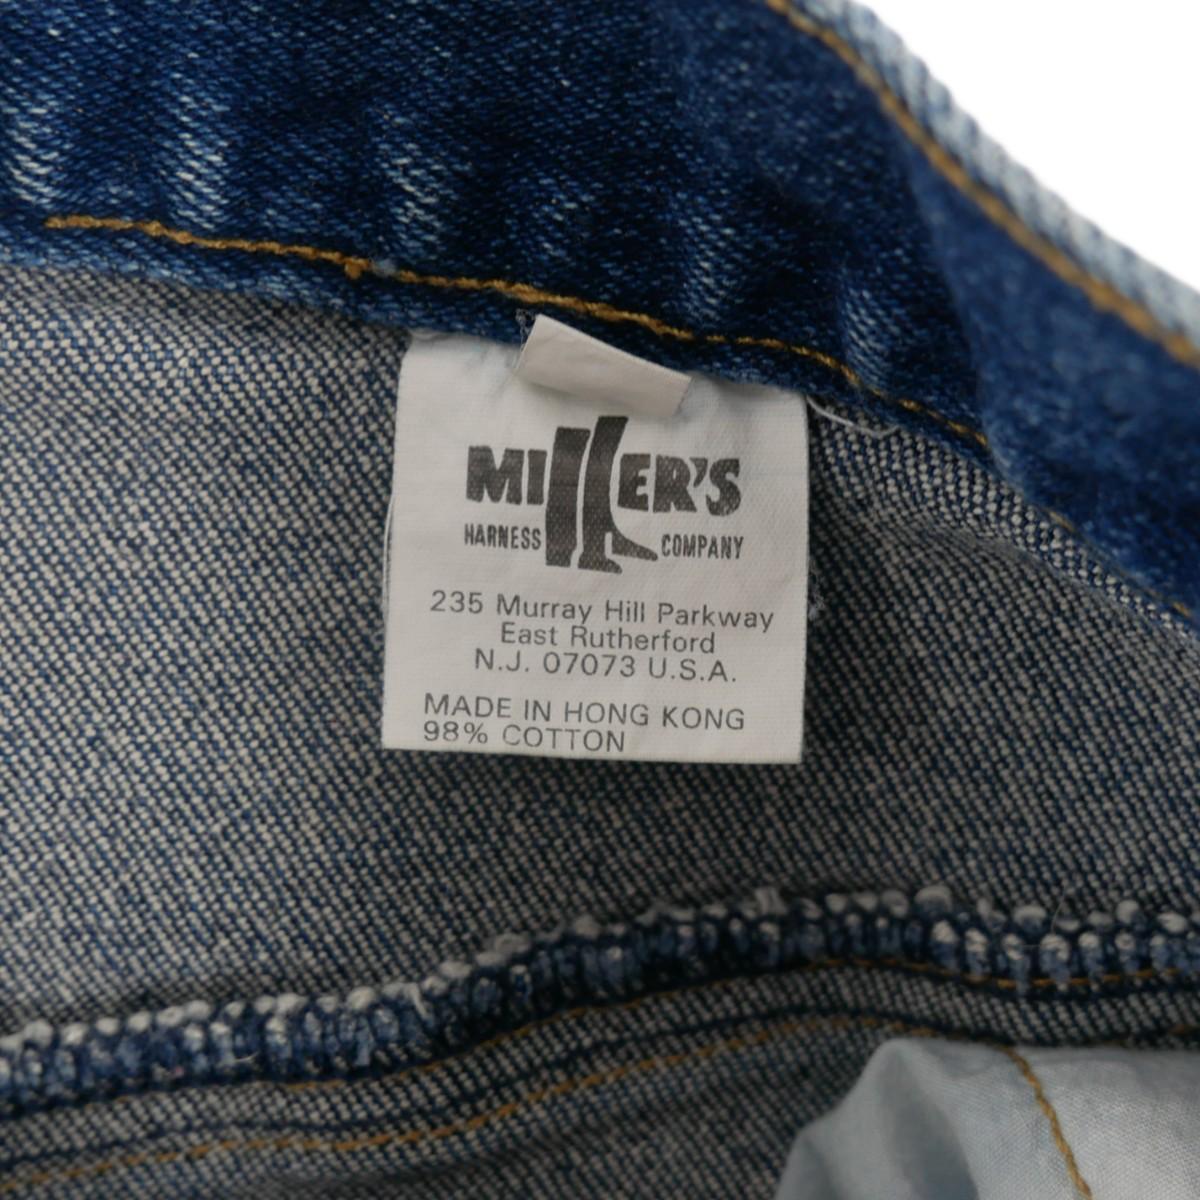 MILLER'S
HARNESS COMPANY
235 Murray Hill Parkway
East Rutherford
N.J. 07073 U.S.A.
MADE IN HONG KONG
98% COTTON